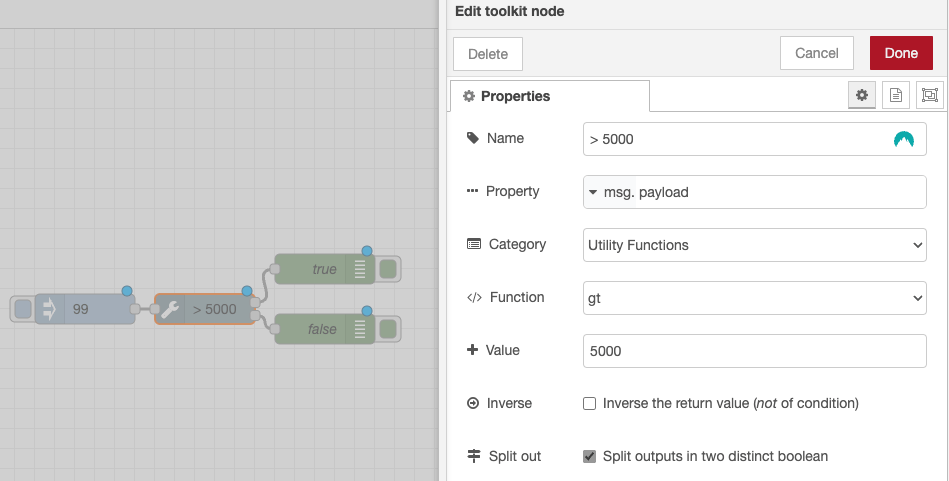 Edit toolkit node
Delete
Cancel
Done
Properties
Name
> 5000
Property
msg. payload
Category
Utility Functions
Function
gt
Value
5000
Inverse
Inverse the return value (not of condition)
Split out
Split outputs in two distinct boolean
99
> 5000
true
false